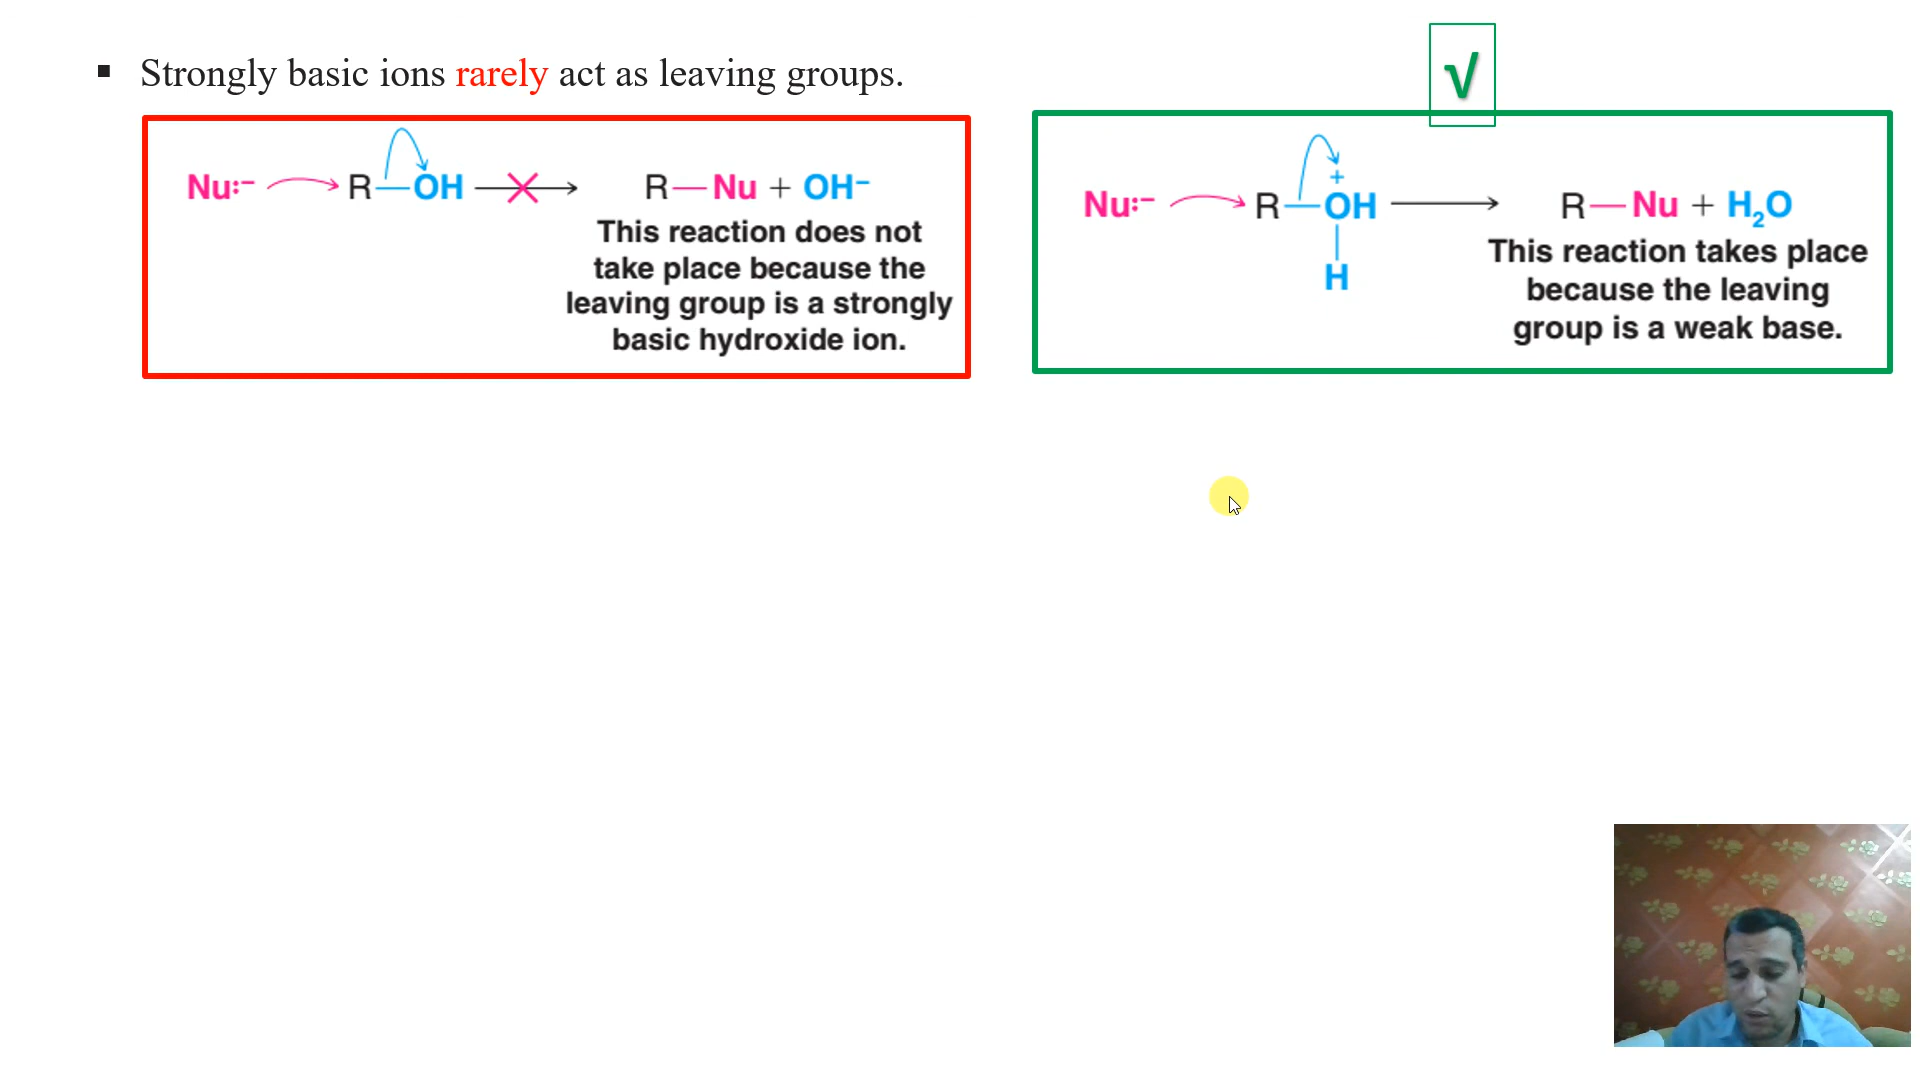 ▪ Strongly basic ions rarely act as leaving groups.
√
Nu:⁻ R—OH R—Nu + OH⁻
This reaction does not
take place because the
leaving group is a strongly
basic hydroxide ion.
+
Nu:⁻ R—OH R—Nu + H₂O
H
This reaction takes place
because the leaving
group is a weak base.